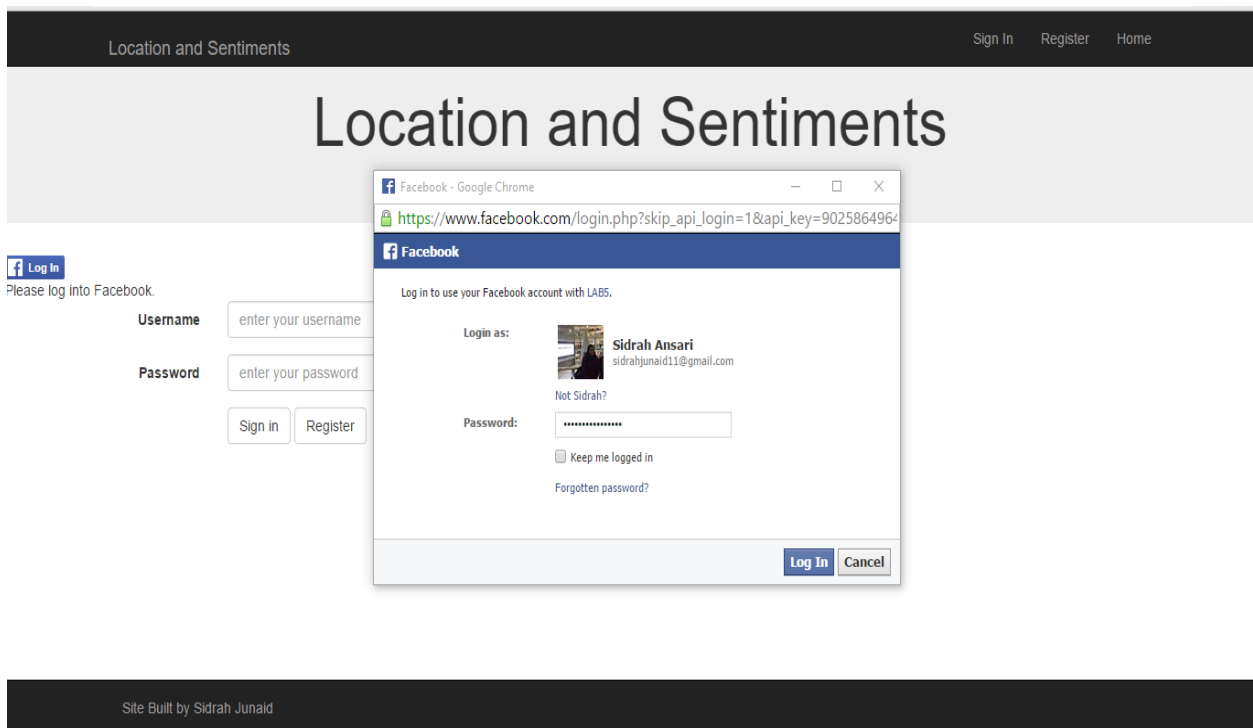 Location and Sentiments
Sign In Register Home
Location and Sentiments
Facebook - Google Chrome
https://www.facebook.com/login.php?skip_api_login=1&api_key=9025864964
Facebook
Log in to use your Facebook account with LAB5.
Login as:
Sidrah Ansari
sidrahjunaid11@gmail.com
Not Sidrah?
Password:
•••••••••••••••
Keep me logged in
Forgotten password?
Log In Cancel
Log In
Please log into Facebook.
Username enter your username
Password enter your password
Sign in Register
Site Built by Sidrah Junaid